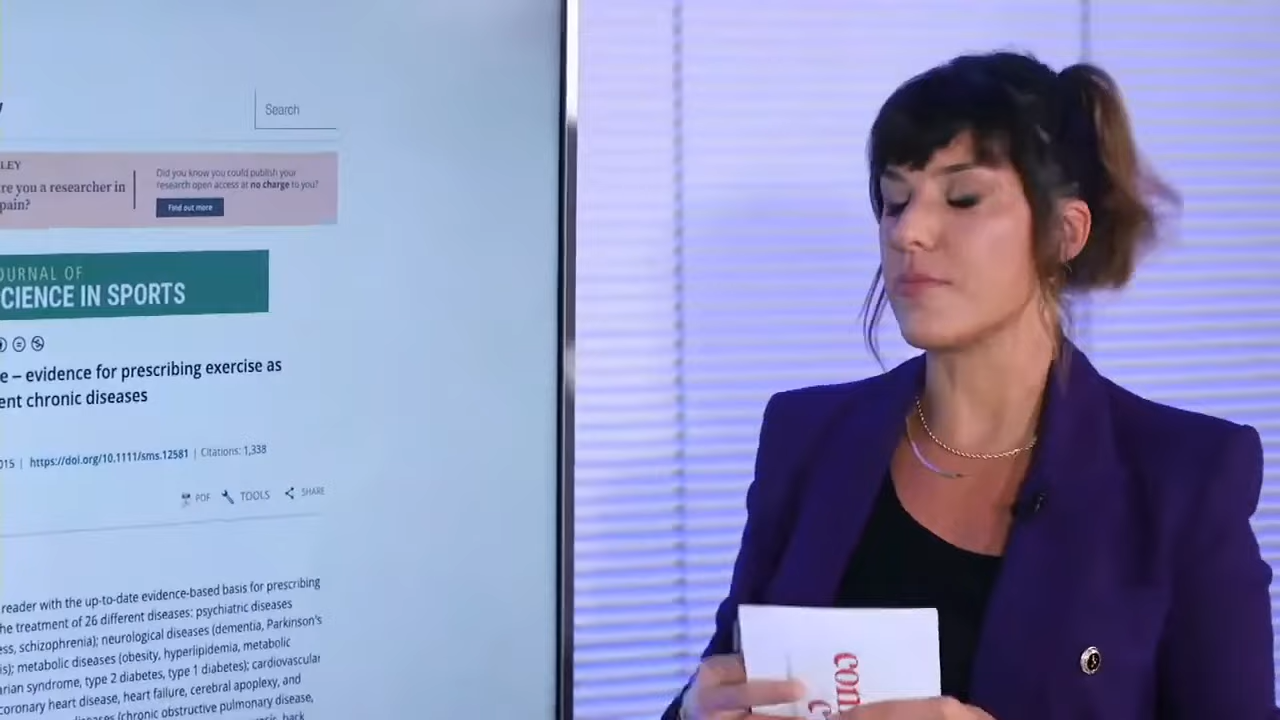 Search
LEY
re you a researcher in
pain?
Did you know you could publish your
research open access at no charge to you?
Find out more
OURNAL OF
CIENCE IN SPORTS
e – evidence for prescribing exercise as
ent chronic diseases
015 | https://doi.org/10.1111/sms.12581 | Citations: 1,338
PDF TOOLS SHARE
reader with the up-to-date evidence-based basis for prescribing
he treatment of 26 different diseases: psychiatric diseases
ess, schizophrenia); neurological diseases (dementia, Parkinson's
is); metabolic diseases (obesity, hyperlipidemia, metabolic
arian syndrome, type 2 diabetes, type 1 diabetes); cardiovascular
coronary heart disease, heart failure, cerebral apoplexy, and
(chronic obstructive pulmonary disease,
back
con